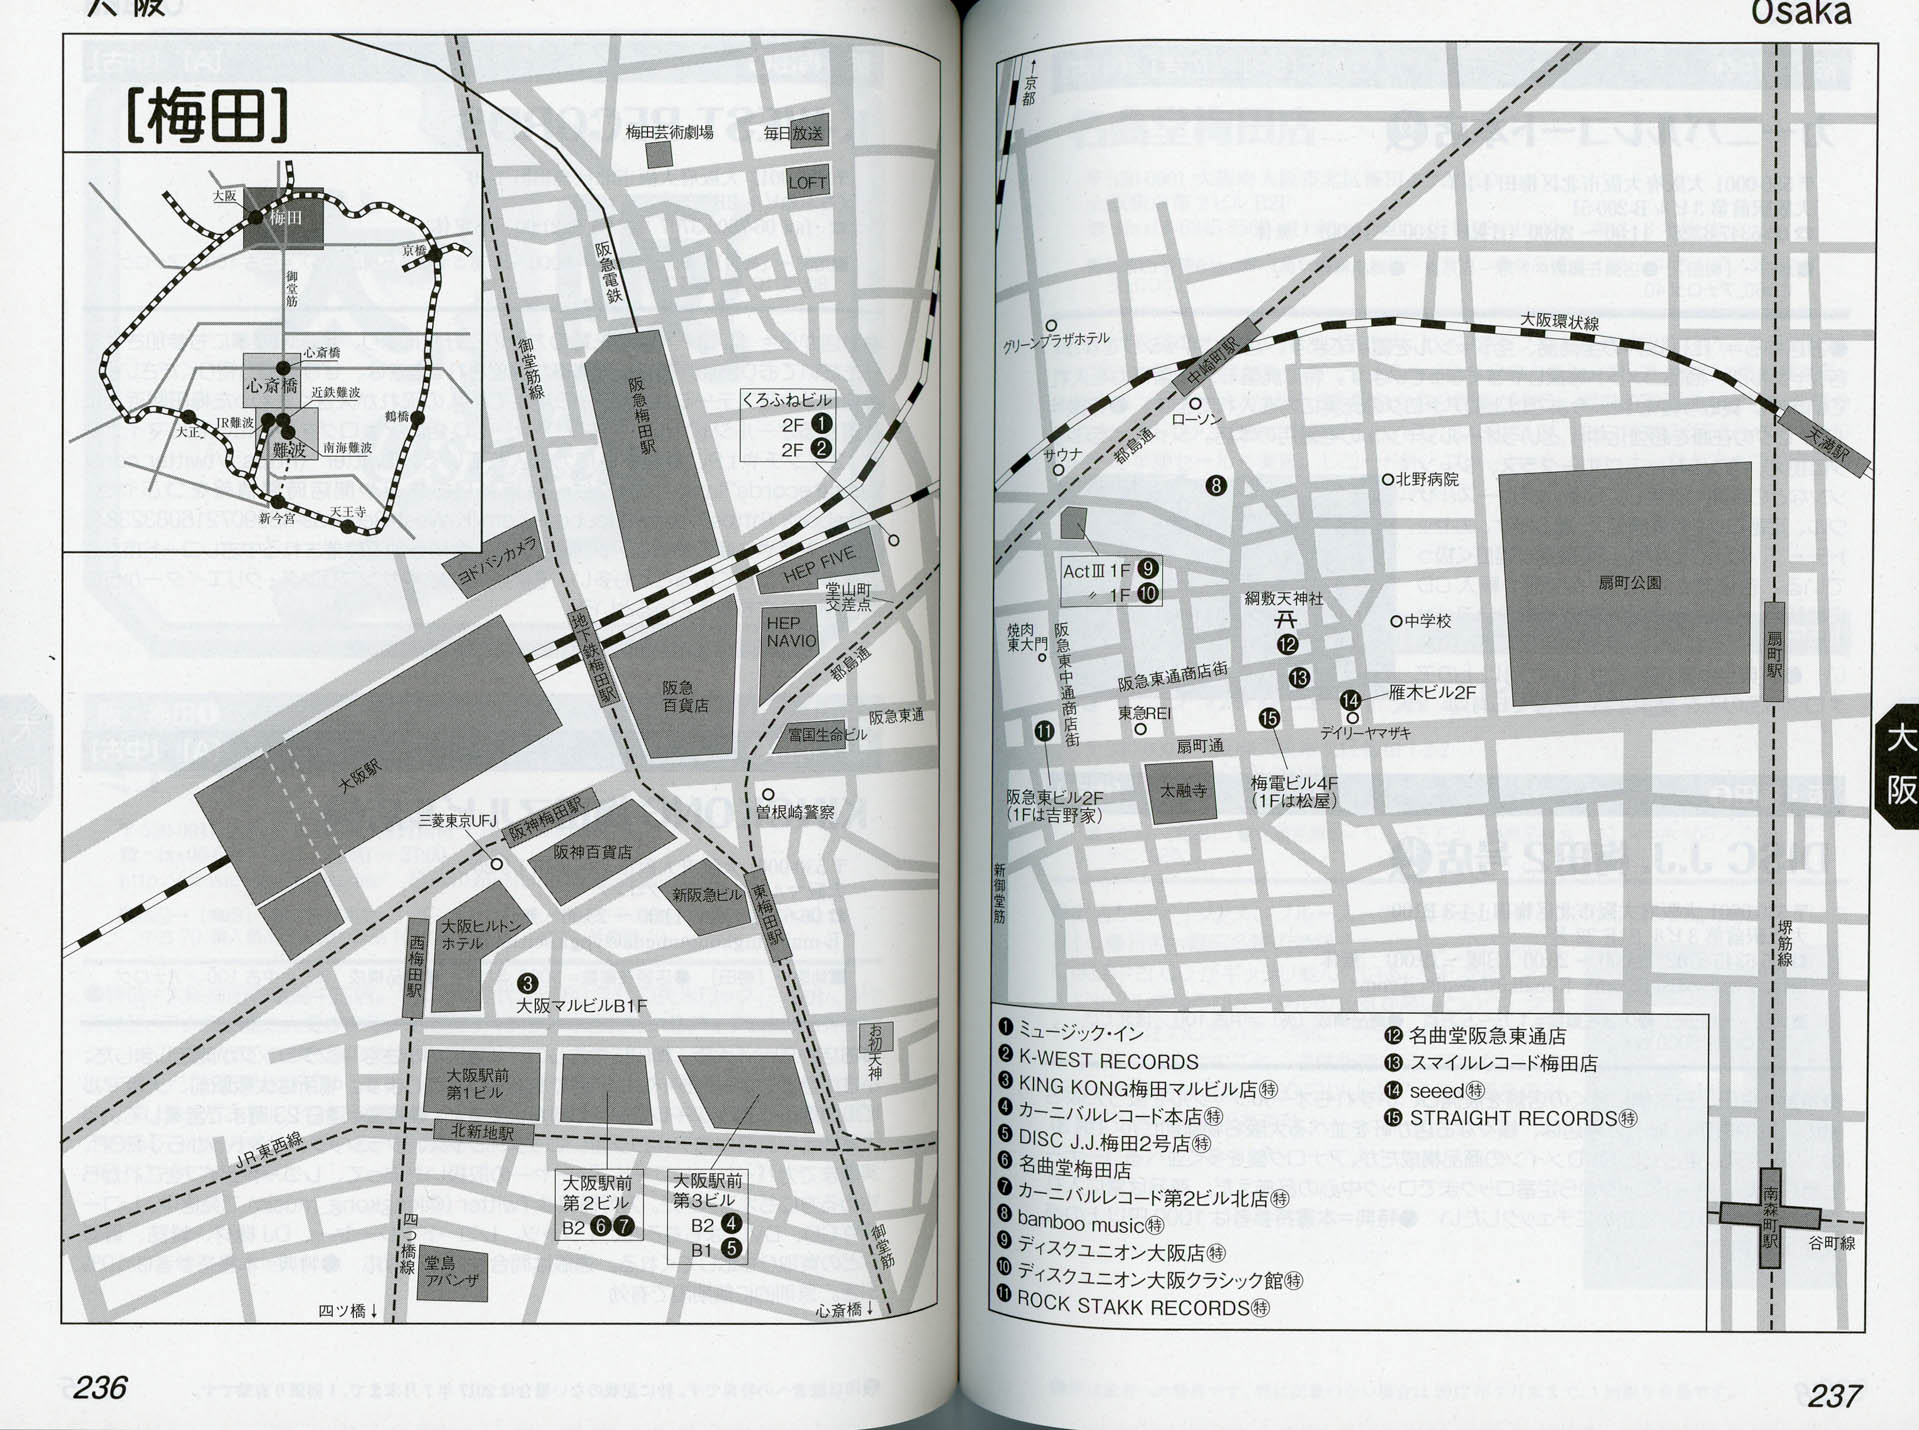 大阪
[梅田]
大阪
梅田
京橋
御堂筋
心斎橋
心斎橋
近鉄難波
JR難波
大正
難波
南海難波
鶴橋
新今宮
天王寺
梅田芸術劇場
毎日放送
LOFT
阪急電鉄
御堂筋線
阪急梅田駅
くろふねビル
2F ❶
2F ❷
ヨドバシカメラ
HEP FIVE
堂山町
交差点
HEP
NAVIO
地下鉄梅田駅
阪急
百貨店
都島通
阪急東通
富国生命ビル
大阪駅
曽根崎警察
三菱東京UFJ
阪神梅田駅
阪神百貨店
新阪急ビル
東梅田駅
大阪ヒルトン
ホテル
西梅田駅
❸
大阪マルビルB1F
お初天神
大阪駅前
第1ビル
北新地駅
JR東西線
大阪駅前
第2ビル
B2 ❻❼
大阪駅前
第3ビル
B2 ❹
B1 ❺
四つ橋線
堂島
アバンザ
御堂筋
四ツ橋↓
心斎橋↓
236
Osaka
↑京都
大阪環状線
グリーンプラザホテル
中崎町駅
ローソン
天満駅
都島通
サウナ
❽
北野病院
ActⅢ 1F ❾
〃 1F ❿
扇町公園
綱敷天神社
中学校
焼肉
東大門
阪急東中通商店街
⓬
扇町駅
阪急東通商店街
⓭
⓮
雁木ビル2F
東急REI
⓯
デイリーヤマザキ
⓫
扇町通
太融寺
梅電ビル4F
(1Fは松屋)
阪急東ビル2F
(1Fは吉野家)
大阪
新御堂筋
堺筋線
❶ミュージック・イン
❷K-WEST RECORDS
❸KING KONG梅田マルビル店㊕
❹カーニバルレコード本店㊕
❺DISC J.J.梅田2号店㊕
❻名曲堂梅田店
❼カーニバルレコード第2ビル北店㊕
❽bamboo music㊕
❾ディスクユニオン大阪店㊕
❿ディスクユニオン大阪クラシック館㊕
⓫ROCK STAKK RECORDS㊕
⓬名曲堂阪急東通店
⓭スマイルレコード梅田店
⓮seeed㊕
⓯STRAIGHT RECORDS㊕
南森町駅
谷町線
237